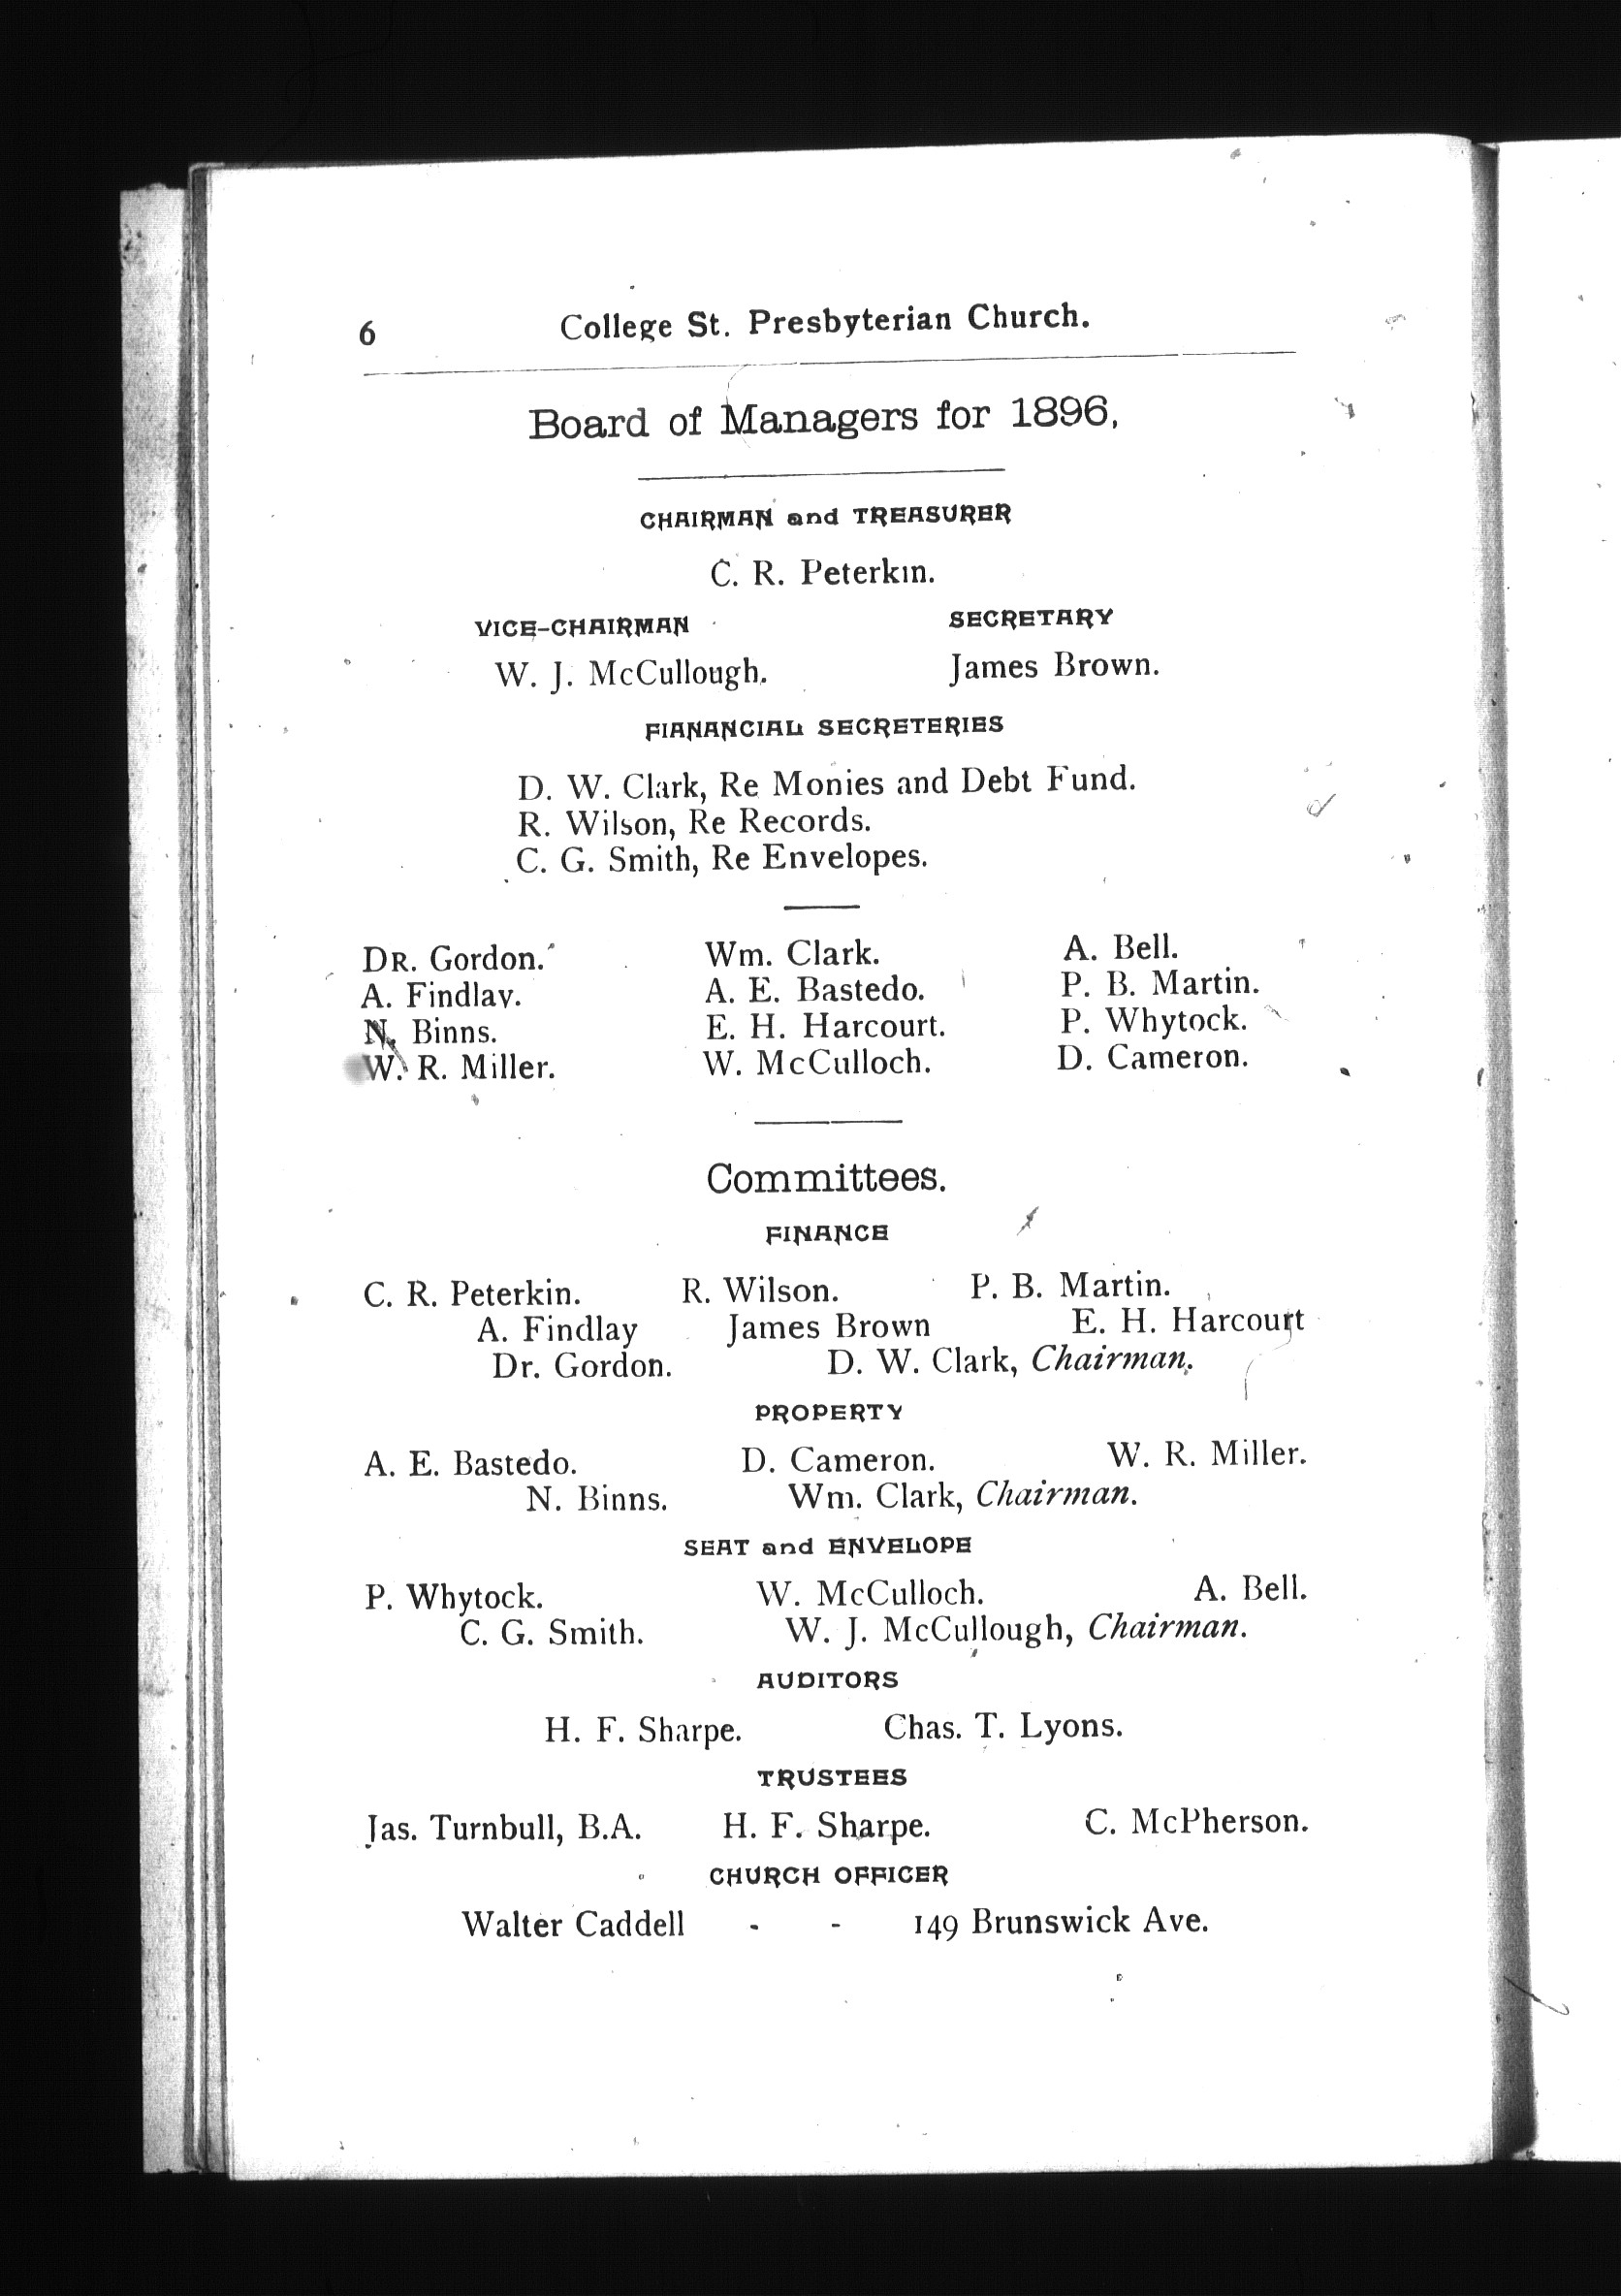 6 College St. Presbyterian Church.
Board of Managers for 1896,
CHAIRMAN and TREASURER
C. R. Peterkin.
VICE-CHAIRMAN SECRETARY
W. J. McCullough. James Brown.
FIANANCIAL SECRETERIES
D. W. Clark, Re Monies and Debt Fund.
R. Wilson, Re Records.
C. G. Smith, Re Envelopes.
DR. Gordon. Wm. Clark. A. Bell.
A. Findlay. A. E. Bastedo. P. B. Martin.
N. Binns. E. H. Harcourt. P. Whytock.
W. R. Miller. W. McCulloch. D. Cameron.
Committees.
FINANCE
C. R. Peterkin. R. Wilson. P. B. Martin.
A. Findlay James Brown E. H. Harcourt
Dr. Gordon. D. W. Clark, Chairman.
PROPERTY
A. E. Bastedo. D. Cameron. W. R. Miller.
N. Binns. Wm. Clark, Chairman.
SEAT and ENVELOPE
P. Whytock. W. McCulloch. A. Bell.
C. G. Smith. W. J. McCullough, Chairman.
AUDITORS
H. F. Sharpe. Chas. T. Lyons.
TRUSTEES
Jas. Turnbull, B.A. H. F. Sharpe. C. McPherson.
CHURCH OFFICER
Walter Caddell - - 149 Brunswick Ave.